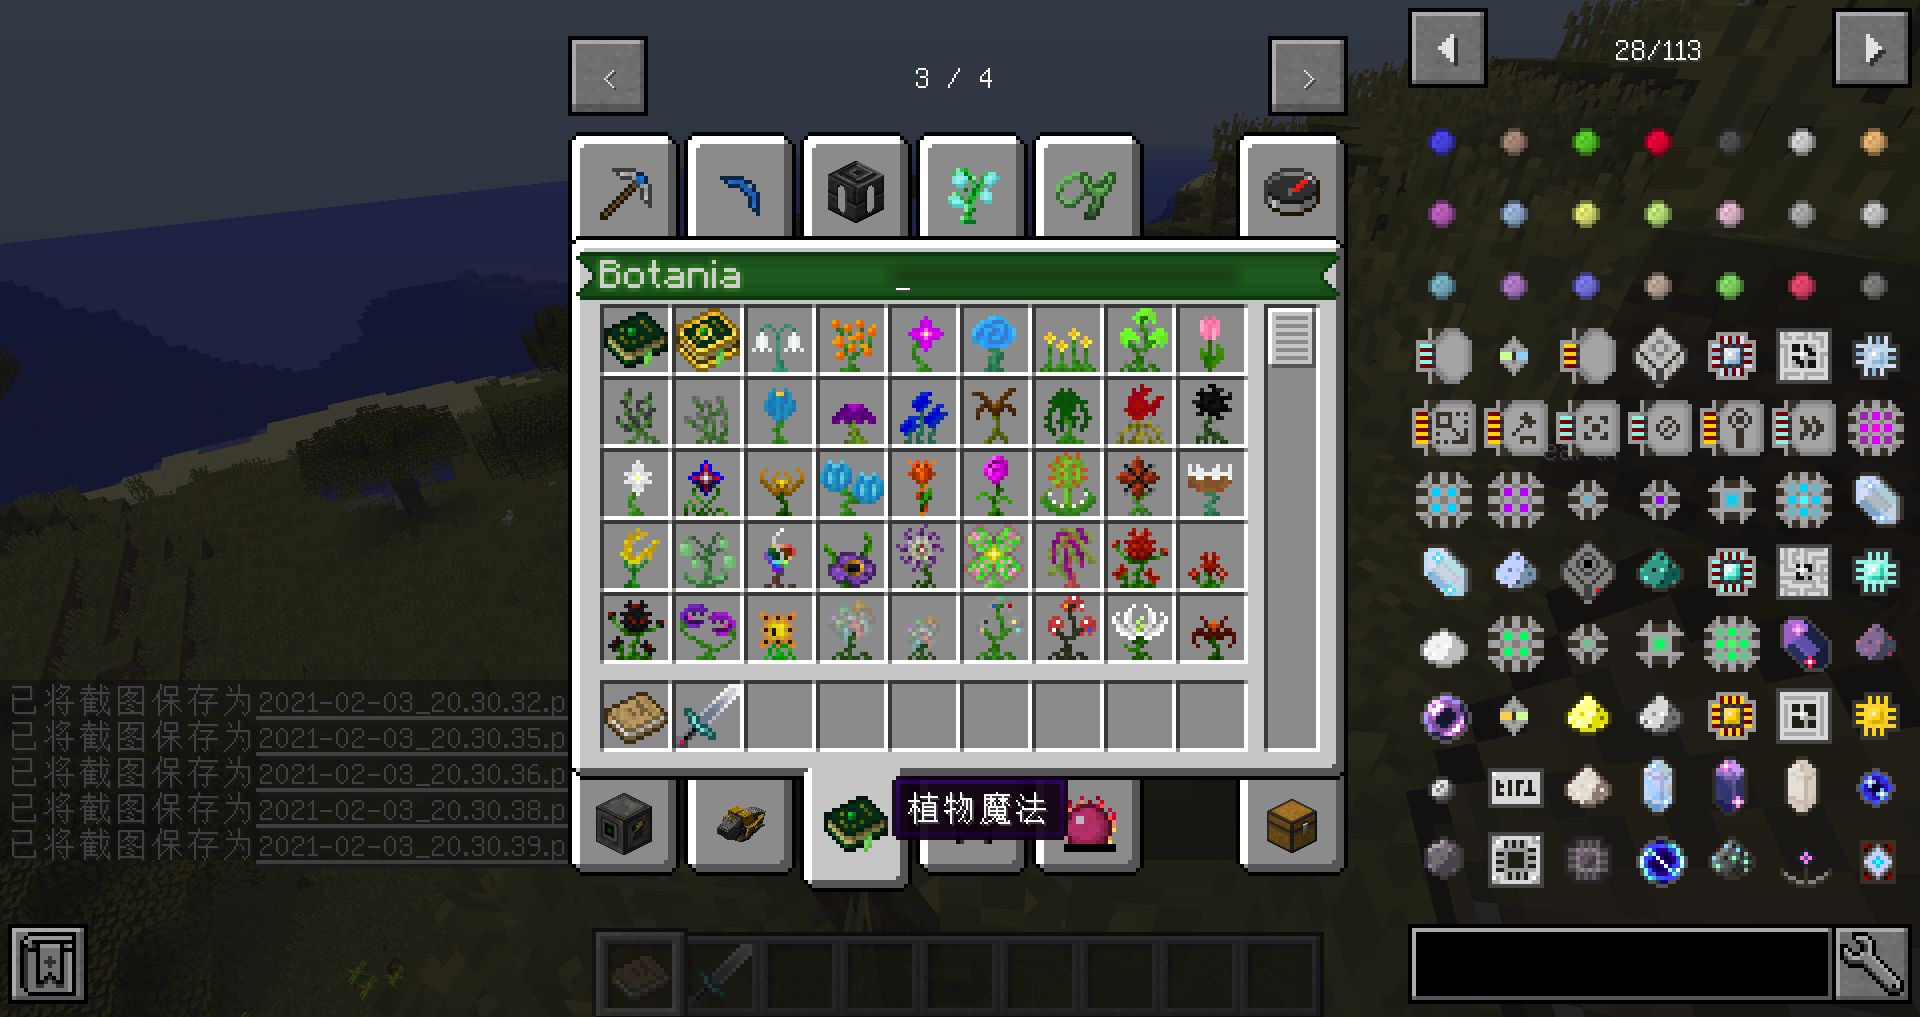 3 / 4
28/113
Botania
_
已将截图保存为2021-02-03_20.30.32.p
已将截图保存为2021-02-03_20.30.35.p
已将截图保存为2021-02-03_20.30.36.p
已将截图保存为2021-02-03_20.30.38.p
已将截图保存为2021-02-03_20.30.39.p
植物魔法